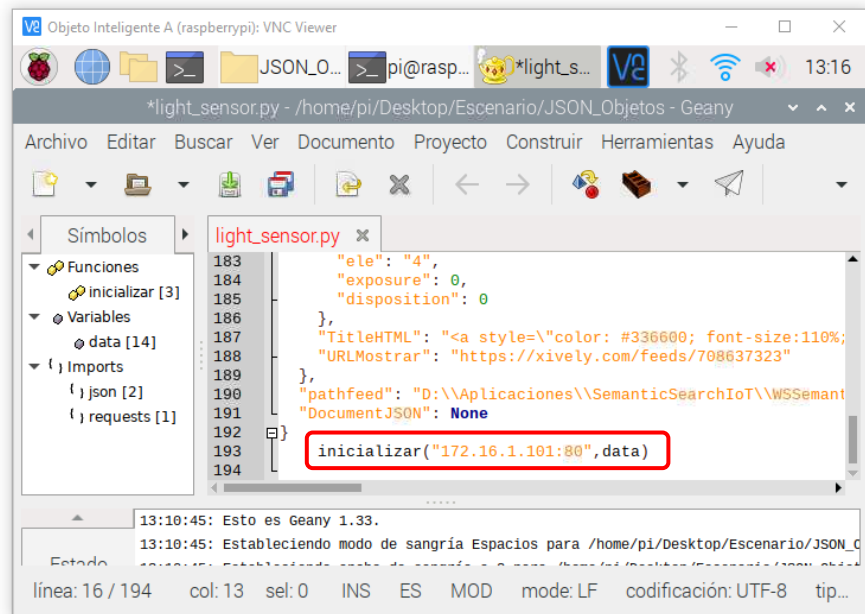 Objeto Inteligente A (raspberrypi): VNC Viewer
JSON_O... pi@rasp... *light_s... 13:16
*light_sensor.py - /home/pi/Desktop/Escenario/JSON_Objetos - Geany
Archivo Editar Buscar Ver Documento Proyecto Construir Herramientas Ayuda
Símbolos light_sensor.py
Funciones
inicializar [3]
Variables
data [14]
Imports
json [2]
requests [1]
183 "ele": "4",
184 "exposure": 0,
185 "disposition": 0
186 },
187 "TitleHTML": "<a style=\"color: #336600; font-size:110%;
188 "URLMostrar": "https://xively.com/feeds/708637323"
189 },
190 "pathfeed": "D:\\Aplicaciones\\SemanticSearchIoT\\WSSemant
191 "DocumentJSON": None
192 }
193 inicializar("172.16.1.101:80",data)
194
Estado
13:10:45: Esto es Geany 1.33.
13:10:45: Estableciendo modo de sangría Espacios para /home/pi/Desktop/Escenario/JSON_O
línea: 16 / 194 col: 13 sel: 0 INS ES MOD mode: LF codificación: UTF-8 tip...